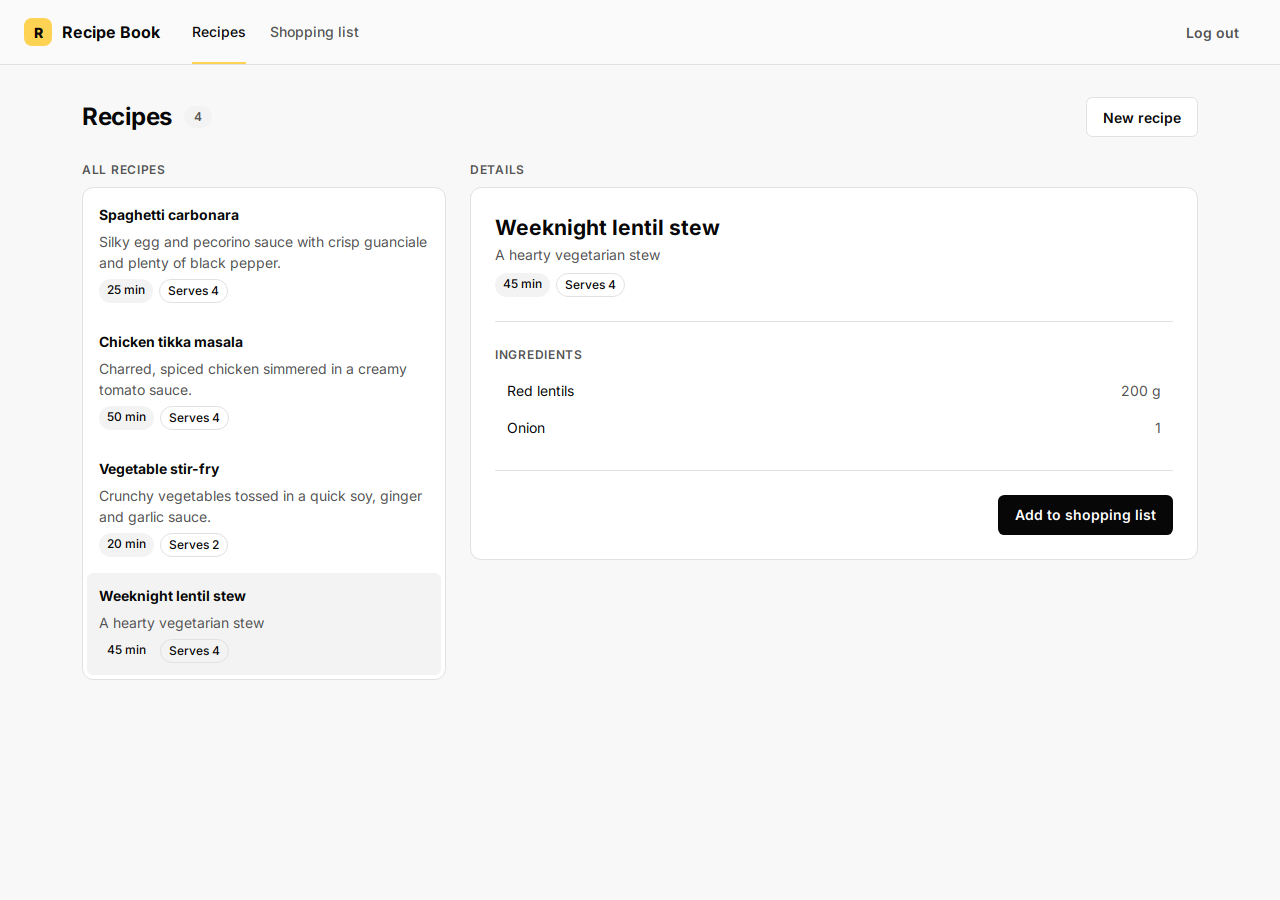 R Recipe Book Recipes Shopping list Log out
Recipes 4 New recipe
ALL RECIPES
Spaghetti carbonara
Silky egg and pecorino sauce with crisp guanciale
and plenty of black pepper.
25 min Serves 4
Chicken tikka masala
Charred, spiced chicken simmered in a creamy
tomato sauce.
50 min Serves 4
Vegetable stir-fry
Crunchy vegetables tossed in a quick soy, ginger
and garlic sauce.
20 min Serves 2
Weeknight lentil stew
A hearty vegetarian stew
45 min Serves 4
DETAILS
Weeknight lentil stew
A hearty vegetarian stew
45 min Serves 4
INGREDIENTS
Red lentils 200 g
Onion 1
Add to shopping list